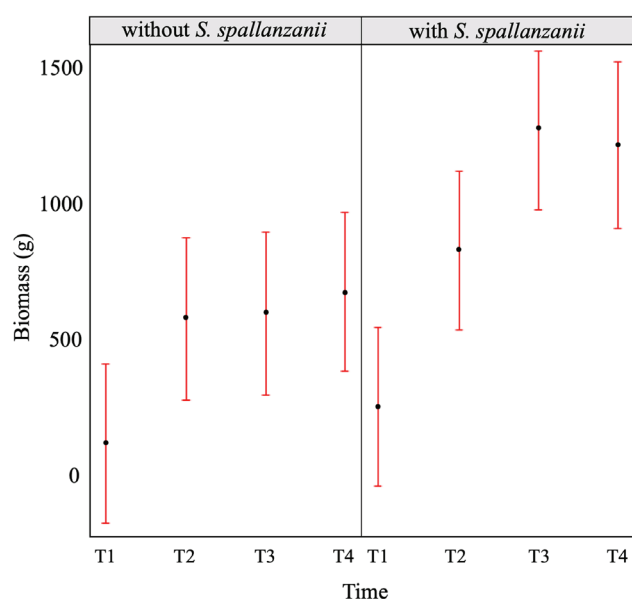 without S. spallanzanii with S. spallanzanii
1500
1000
500
0
Biomass (g)
T1 T2 T3 T4 T1 T2 T3 T4
Time